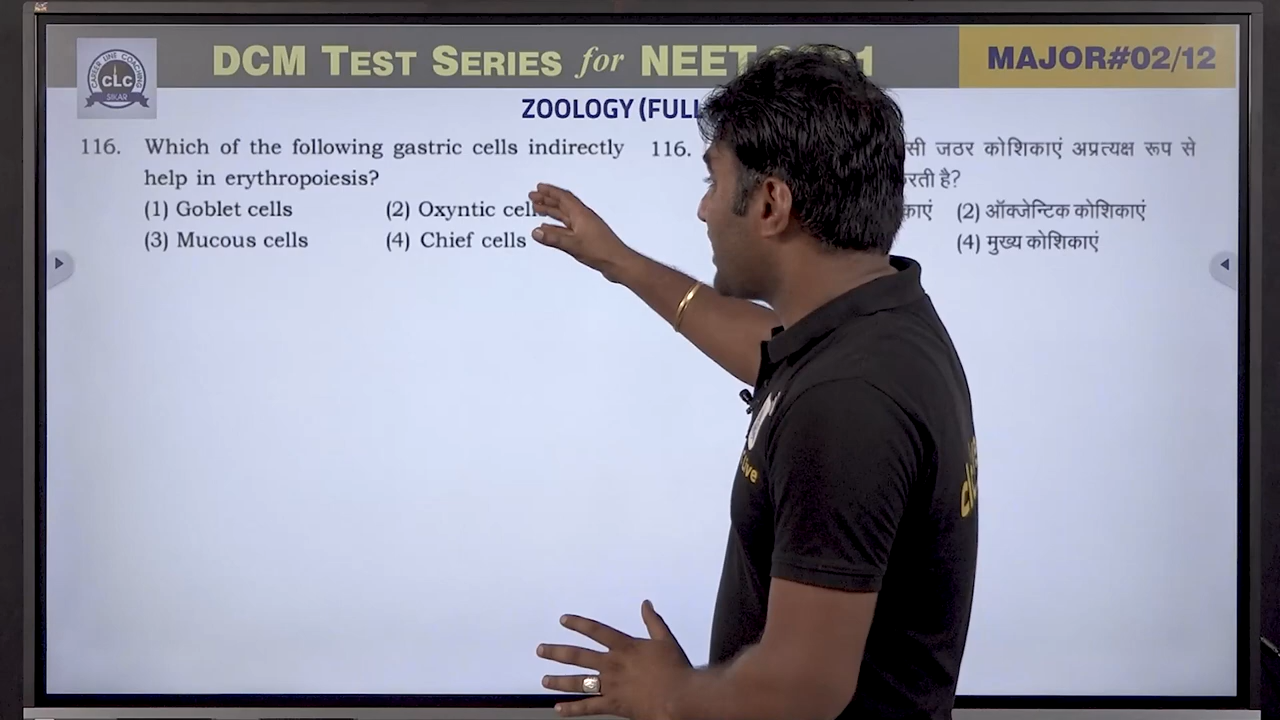 DCM TEST SERIES for NEET
MAJOR#02/12
CLC
SIKAR
ZOOLOGY (FULL
116. Which of the following gastric cells indirectly
help in erythropoiesis?
(1) Goblet cells (2) Oxyntic cell
(3) Mucous cells (4) Chief cells
116. सी जठर कोशिकाएं अप्रत्यक्ष रूप से
रती है?
(2) ऑक्जेन्टिक कोशिकाएं
(4) मुख्य कोशिकाएं